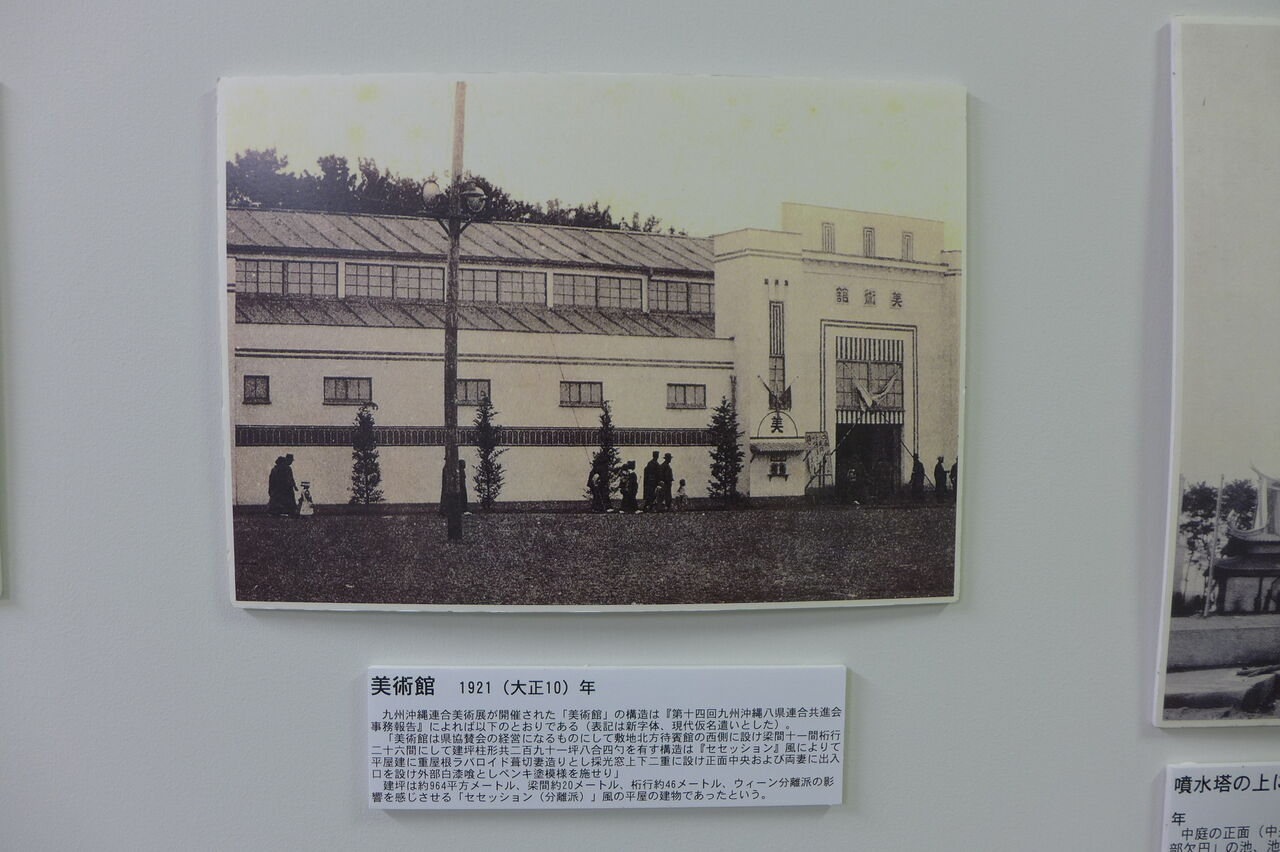 館術美
美
美術館　1921（大正10）年
九州沖縄連合美術展が開催された「美術館」の構造は『第十四回九州沖縄八県連合共進会
事務報告』によれば以下のとおりである（表記は新字体、現代仮名遣いとした）。
「美術館は県協賛会の経営になるものにして敷地北方待賓館の西側に設け梁間十一間桁行
二十六間にして建坪柱形共二百九十一坪八合四勺を有す構造は『セセッション』風によりて
平屋建に重屋根ラバロイド葺切妻造りとし採光窓上下二重に設け正面中央および両妻に出入
口を設け外部白漆喰としペンキ塗模様を施せり」
建坪は約964平方メートル、梁間約20メートル、桁行約46メートル、ウィーン分離派の影
響を感じさせる「セセッション（分離派）」風の平屋の建物であったという。
噴水塔の上に
年
中庭の正面（中
部欠円」の池、池